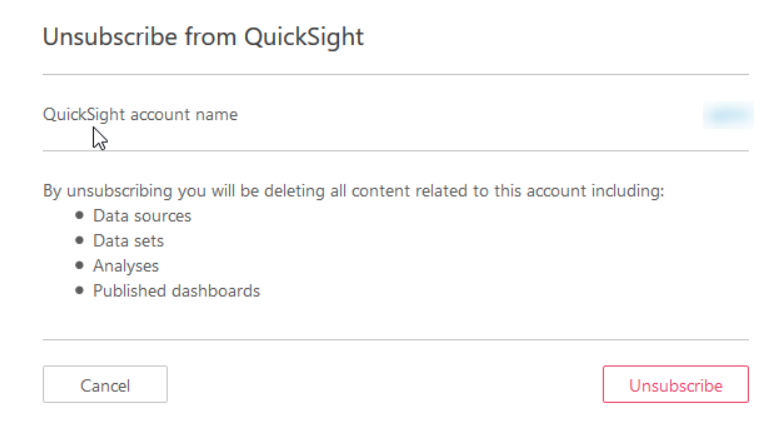 Unsubscribe from QuickSight
QuickSight account name
By unsubscribing you will be deleting all content related to this account including:
Data sources
Data sets
Analyses
Published dashboards
Cancel
Unsubscribe